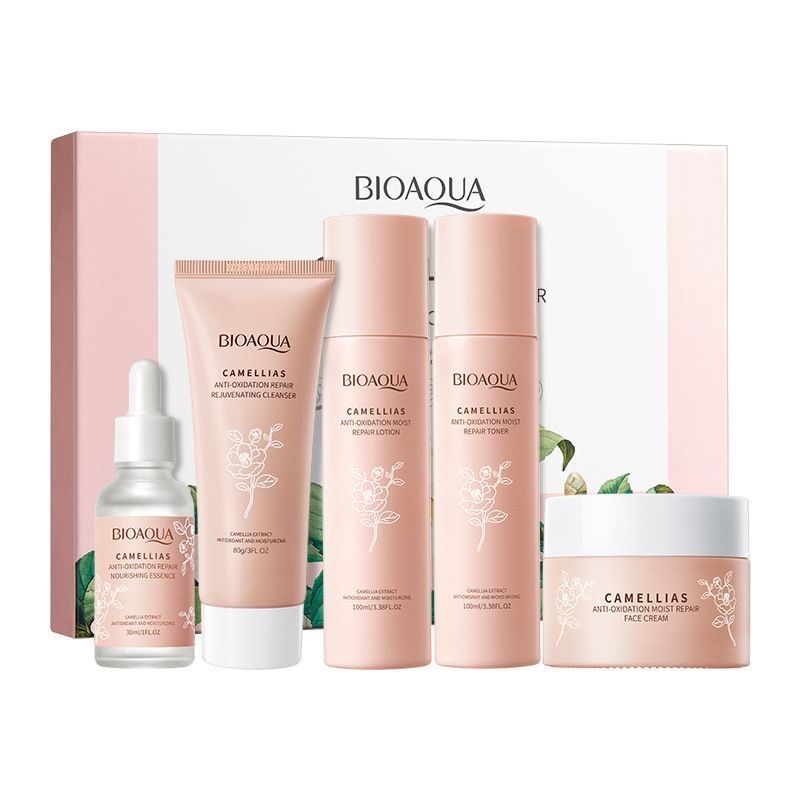 BIOAQUA
BIOAQUA
CAMELLIAS
ANTI-OXIDATION REPAIR
NOURISHING ESSENCE
CAMELLIA EXTRACT
ANTIOXIDANT AND MOISTURIZING
30ml/1FL.OZ
BIOAQUA
CAMELLIAS
ANTI-OXIDATION REPAIR
REJUVENATING CLEANSER
CAMELLIA EXTRACT
ANTIOXIDANT AND MOISTURIZING
80g/3FL.OZ
BIOAQUA
CAMELLIAS
ANTI-OXIDATION MOIST
REPAIR LOTION
CAMELLIA EXTRACT
ANTIOXIDANT AND MOISTURIZING
100ml/3.38FL.OZ
BIOAQUA
CAMELLIAS
ANTI-OXIDATION MOIST
REPAIR TONER
CAMELLIA EXTRACT
ANTIOXIDANT AND MOISTURIZING
100ml/3.38FL.OZ
CAMELLIAS
ANTI-OXIDATION MOIST REPAIR
FACE CREAM